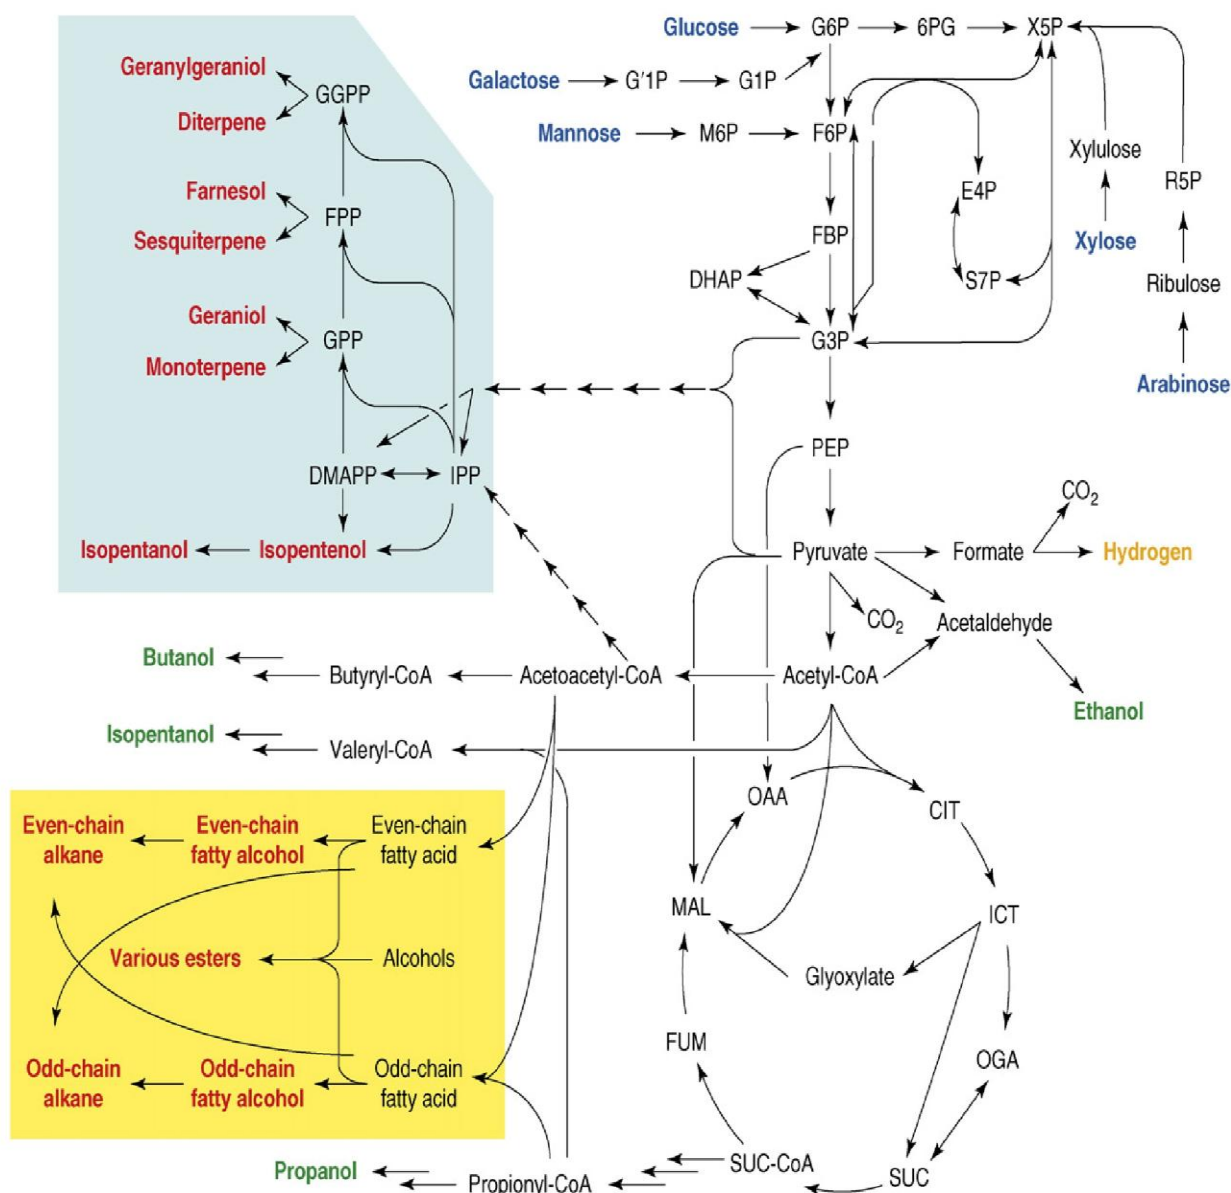 Glucose
G6P
6PG
X5P
Galactose
G'1P
G1P
Mannose
M6P
F6P
Xylulose
R5P
E4P
Xylose
FBP
DHAP
S7P
Ribulose
G3P
Arabinose
Geranylgeraniol
GGPP
Diterpene
Farnesol
FPP
Sesquiterpene
Geraniol
GPP
Monoterpene
DMAPP
IPP
Isopentanol
Isopentenol
PEP
CO2
Pyruvate
Formate
Hydrogen
CO2
Acetaldehyde
Butanol
Butyryl-CoA
Acetoacetyl-CoA
Acetyl-CoA
Ethanol
Isopentanol
Valeryl-CoA
OAA
CIT
Even-chain
alkane
Even-chain
fatty alcohol
Even-chain
fatty acid
MAL
ICT
Various esters
Alcohols
Glyoxylate
FUM
OGA
Odd-chain
alkane
Odd-chain
fatty alcohol
Odd-chain
fatty acid
Propanol
Propionyl-CoA
SUC-CoA
SUC